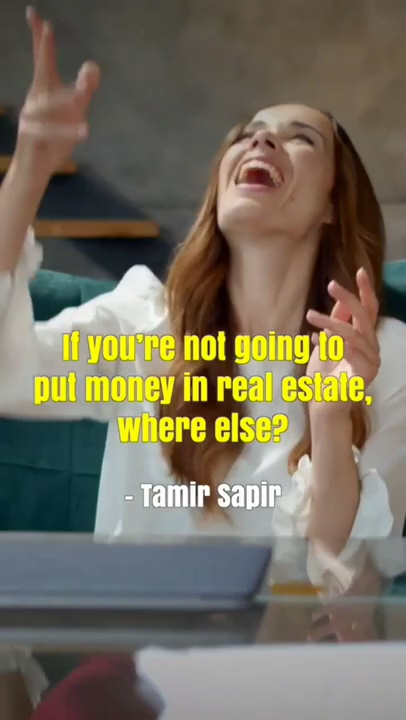 If you're not going to
put money in real estate,
where else?
- Tamir Sapir